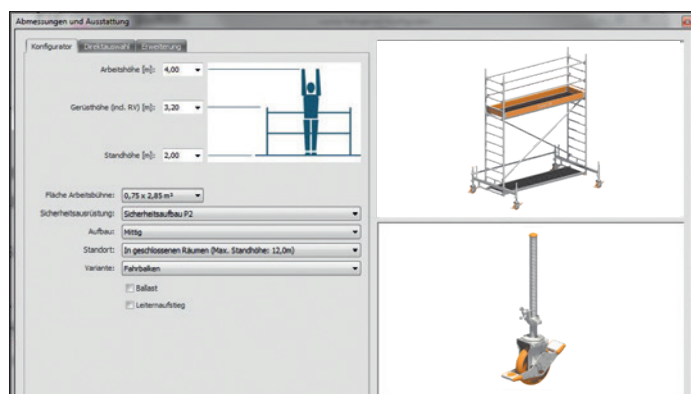 Abmessungen und Ausstattung
Konfigurator Direktauswahl Erweiterung
Arbeitshöhe [m]: 4,00
Gerüsthöhe (incl. RV) [m]: 3,20
Standhöhe [m]: 2,00
Fläche Arbeitsbühne: 0,75 x 2,85 m²
Sicherheitsausrüstung: Sicherheitsaufbau P2
Aufbau: Mittig
Standort: In geschlossenen Räumen (Max. Standhöhe: 12,0m)
Variante: Fahrbalken
Ballast
Leiternaufstieg